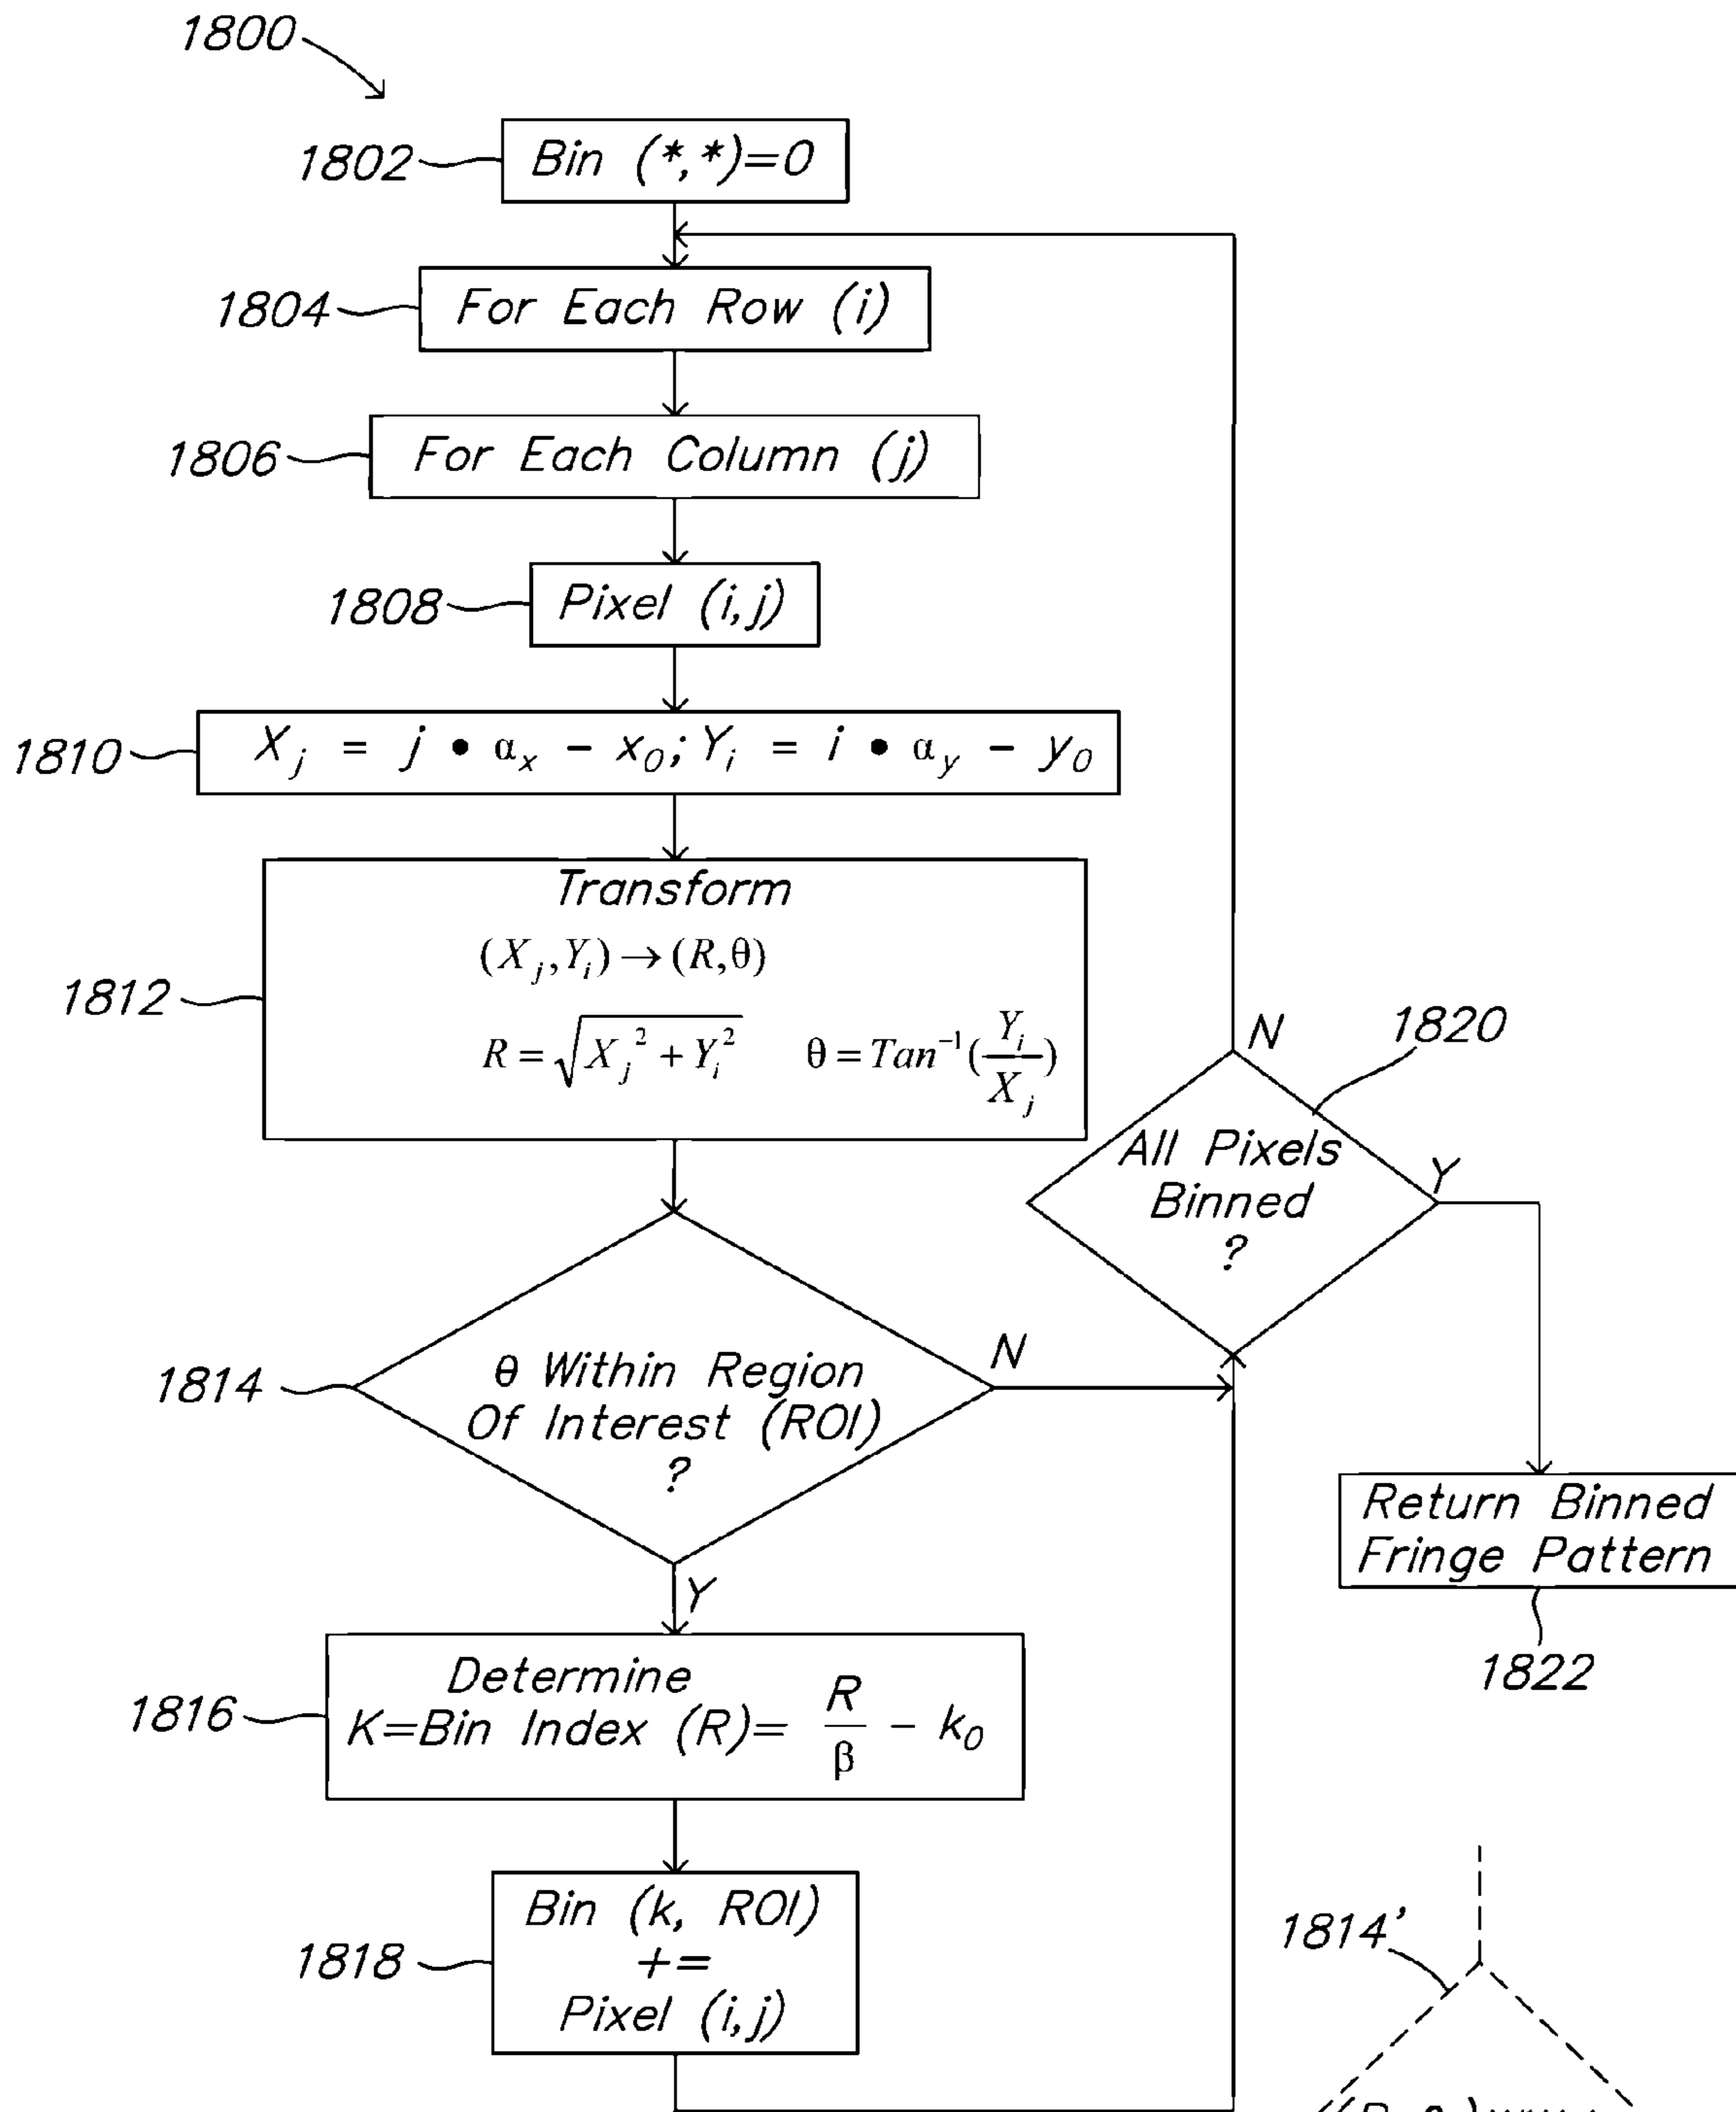 1800
1802
Bin (*,*)=0
1804
For Each Row (i)
1806
For Each Column (j)
1808
Pixel (i,j)
1810
X_j = j • α_x − x_0; Y_i = i • α_y − y_0
1812
Transform
(X_j, Y_i) → (R,θ)
R = √(X_j² + Y_i²) θ = Tan⁻¹(Y_i/X_j)
N
1820
All Pixels
Binned
?
Y
1814
θ Within Region
Of Interest (ROI)
?
N
Y
Return Binned
Fringe Pattern
1822
1816
Determine
K=Bin Index (R)= R/β − k_0
1818
Bin (k, ROI)
+=
Pixel (i,j)
1814'